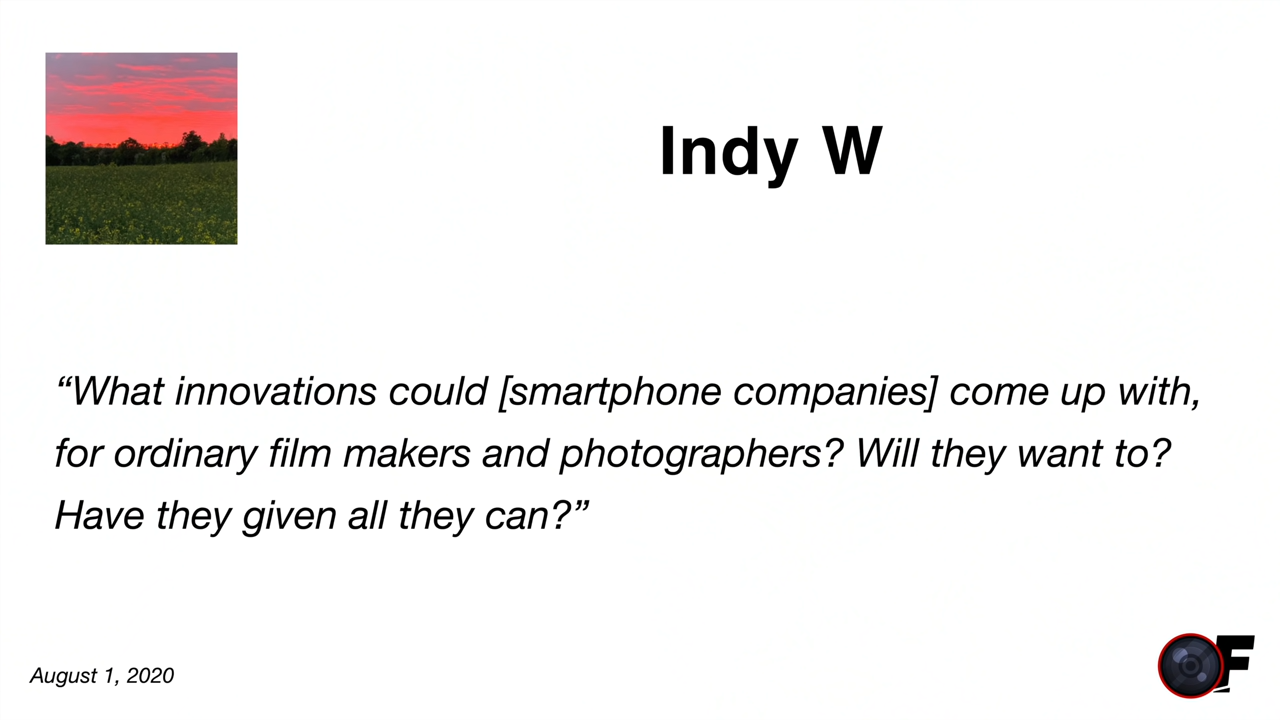 Indy W
“What innovations could [smartphone companies] come up with,
for ordinary film makers and photographers? Will they want to?
Have they given all they can?”
August 1, 2020
F